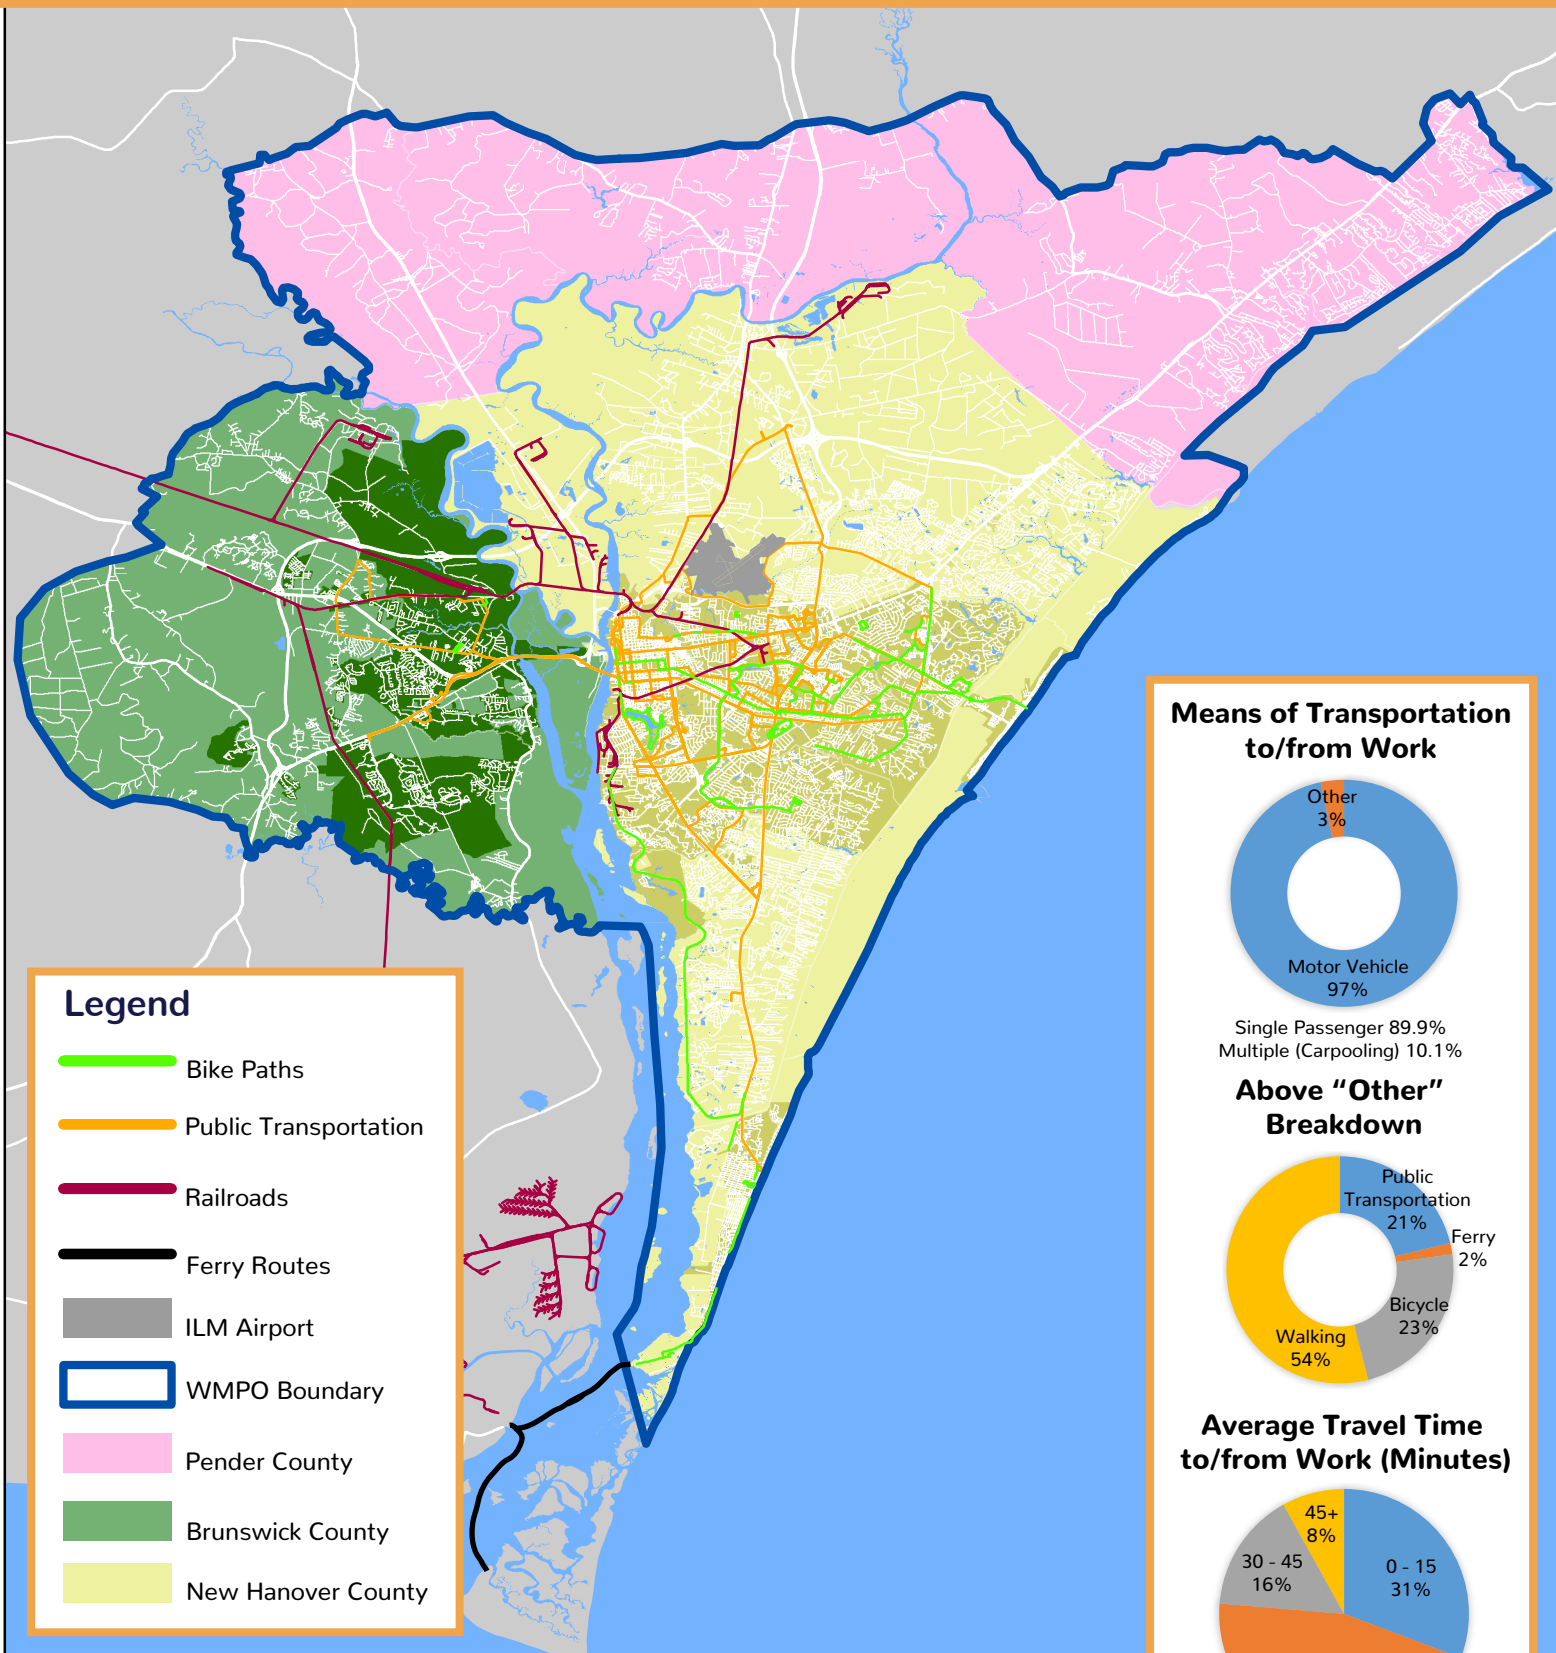 Legend
Bike Paths
Public Transportation
Railroads
Ferry Routes
ILM Airport
WMPO Boundary
Pender County
Brunswick County
New Hanover County
Means of Transportation
to/from Work
Other
3%
Motor Vehicle
97%
Single Passenger 89.9%
Multiple (Carpooling) 10.1%
Above “Other”
Breakdown
Public
Transportation
21%
Ferry
2%
Bicycle
23%
Walking
54%
Average Travel Time
to/from Work (Minutes)
45+
8%
30 - 45
16%
0 - 15
31%